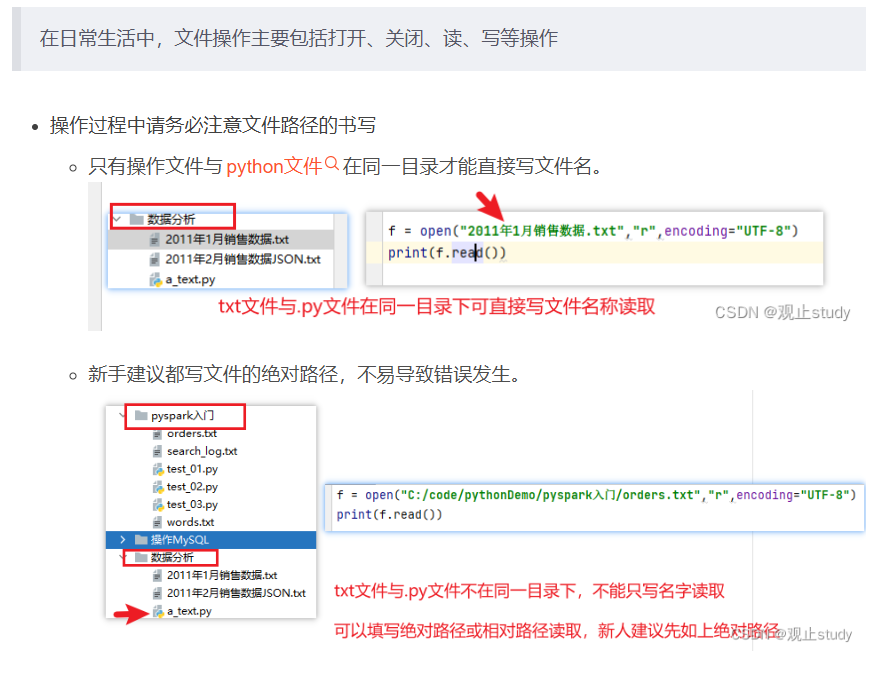 在日常生活中，文件操作主要包括打开、关闭、读、写等操作
操作过程中请务必注意文件路径的书写
只有操作文件与 python文件 在同一目录才能直接写文件名。
数据分析
2011年1月销售数据.txt
2011年2月销售数据JSON.txt
a_text.py
f = open("2011年1月销售数据.txt","r",encoding="UTF-8")
print(f.read())
txt文件与.py文件在同一目录下可直接写文件名称读取
CSDN @观止study
新手建议都写文件的绝对路径，不易导致错误发生。
pyspark入门
orders.txt
search_log.txt
test_01.py
test_02.py
test_03.py
words.txt
操作MySQL
数据分析
2011年1月销售数据.txt
2011年2月销售数据JSON.txt
a_text.py
f = open("C:/code/pythonDemo/pyspark入门/orders.txt","r",encoding="UTF-8")
print(f.read())
txt文件与.py文件不在同一目录下，不能只写名字读取
可以填写绝对路径或相对路径读取，新人建议先如上绝对路径
CSDN @观止study